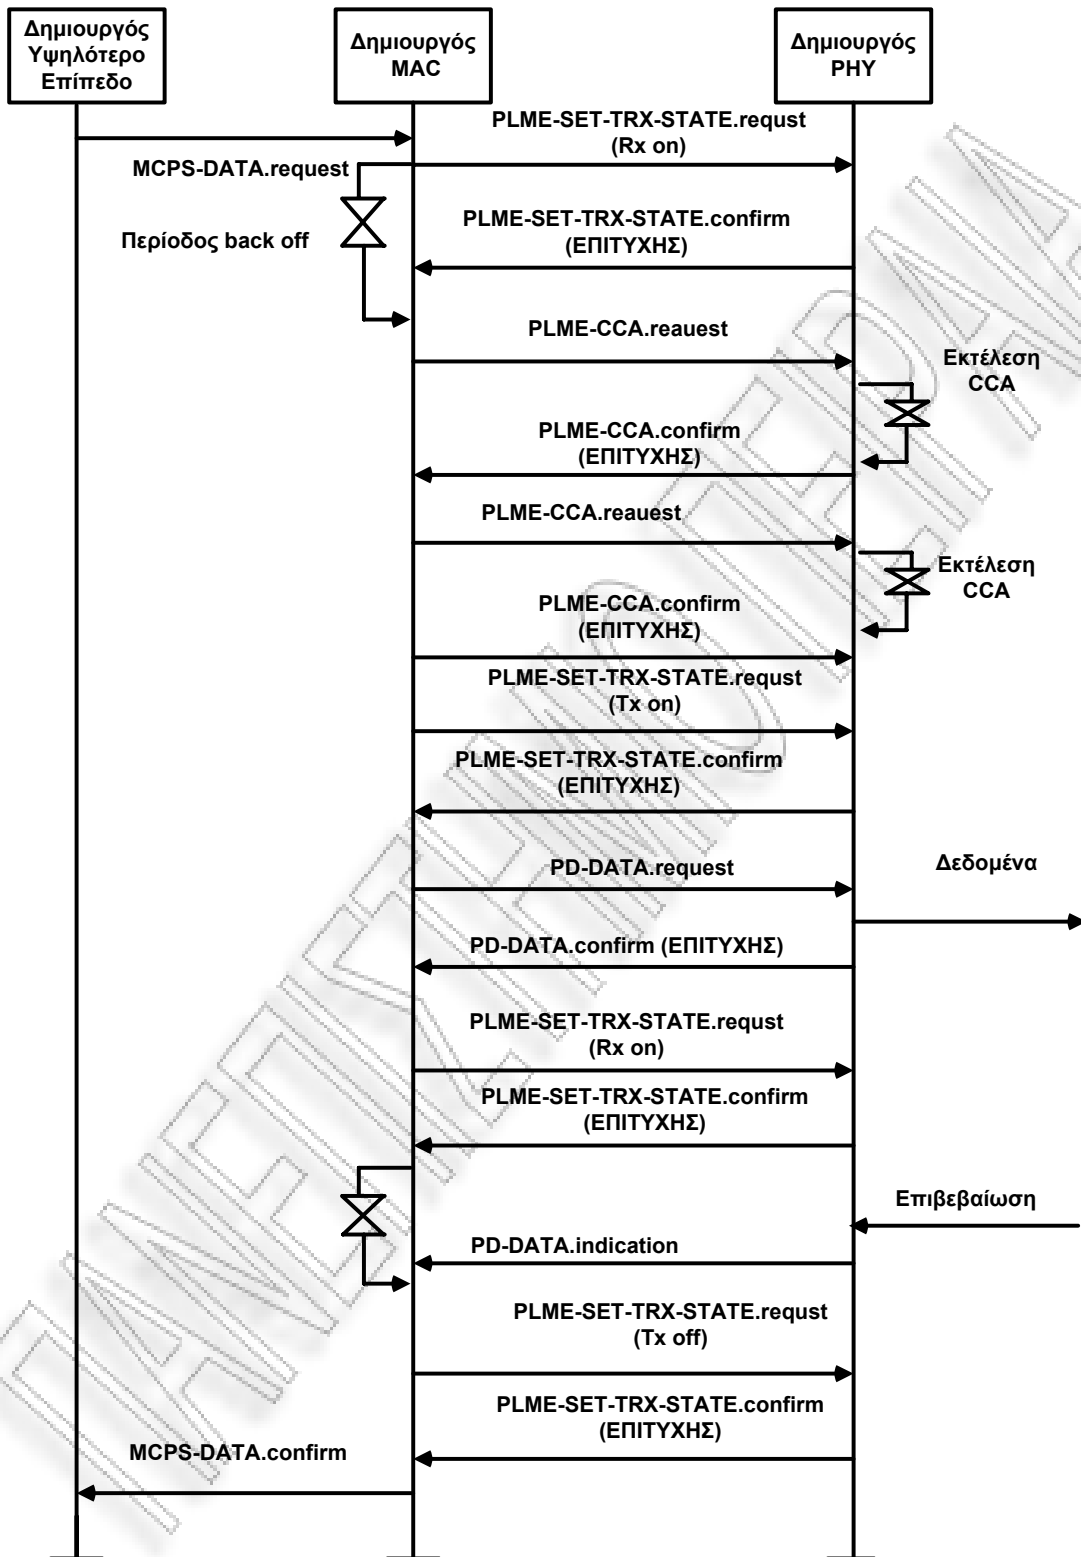 Δημιουργός
Υψηλότερο
Επίπεδο
Δημιουργός
MAC
Δημιουργός
PHY
PLME-SET-TRX-STATE.requst
(Rx on)
MCPS-DATA.request
PLME-SET-TRX-STATE.confirm
(ΕΠΙΤΥΧΗΣ)
Περίοδος back off
PLME-CCA.reauest
Εκτέλεση
CCA
PLME-CCA.confirm
(ΕΠΙΤΥΧΗΣ)
PLME-CCA.reauest
Εκτέλεση
CCA
PLME-CCA.confirm
(ΕΠΙΤΥΧΗΣ)
PLME-SET-TRX-STATE.requst
(Tx on)
PLME-SET-TRX-STATE.confirm
(ΕΠΙΤΥΧΗΣ)
PD-DATA.request
Δεδομένα
PD-DATA.confirm (ΕΠΙΤΥΧΗΣ)
PLME-SET-TRX-STATE.requst
(Rx on)
PLME-SET-TRX-STATE.confirm
(ΕΠΙΤΥΧΗΣ)
Επιβεβαίωση
PD-DATA.indication
PLME-SET-TRX-STATE.requst
(Tx off)
PLME-SET-TRX-STATE.confirm
(ΕΠΙΤΥΧΗΣ)
MCPS-DATA.confirm
ΠΑΝΕΠΙΣΤΗΜΙΟ ΠΕΙΡΑΙΑ